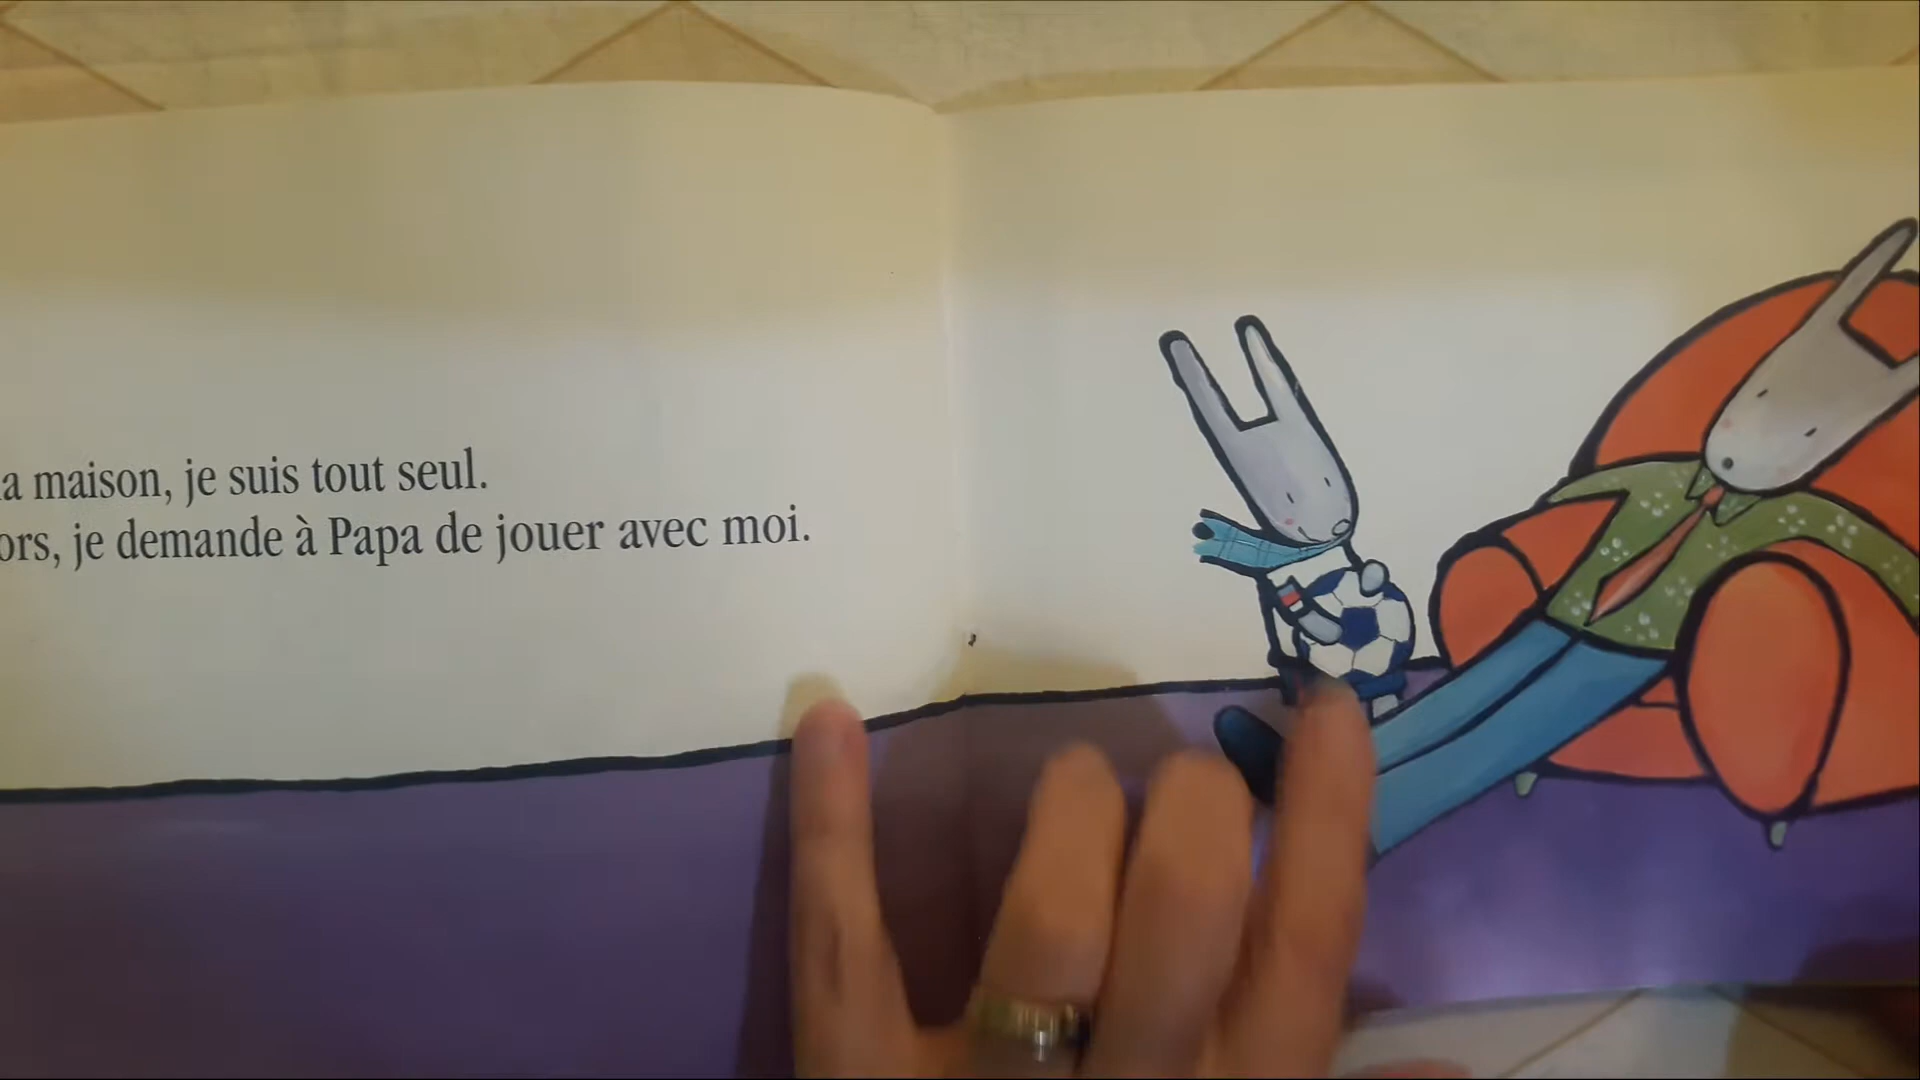 a maison, je suis tout seul.
ors, je demande à Papa de jouer avec moi.